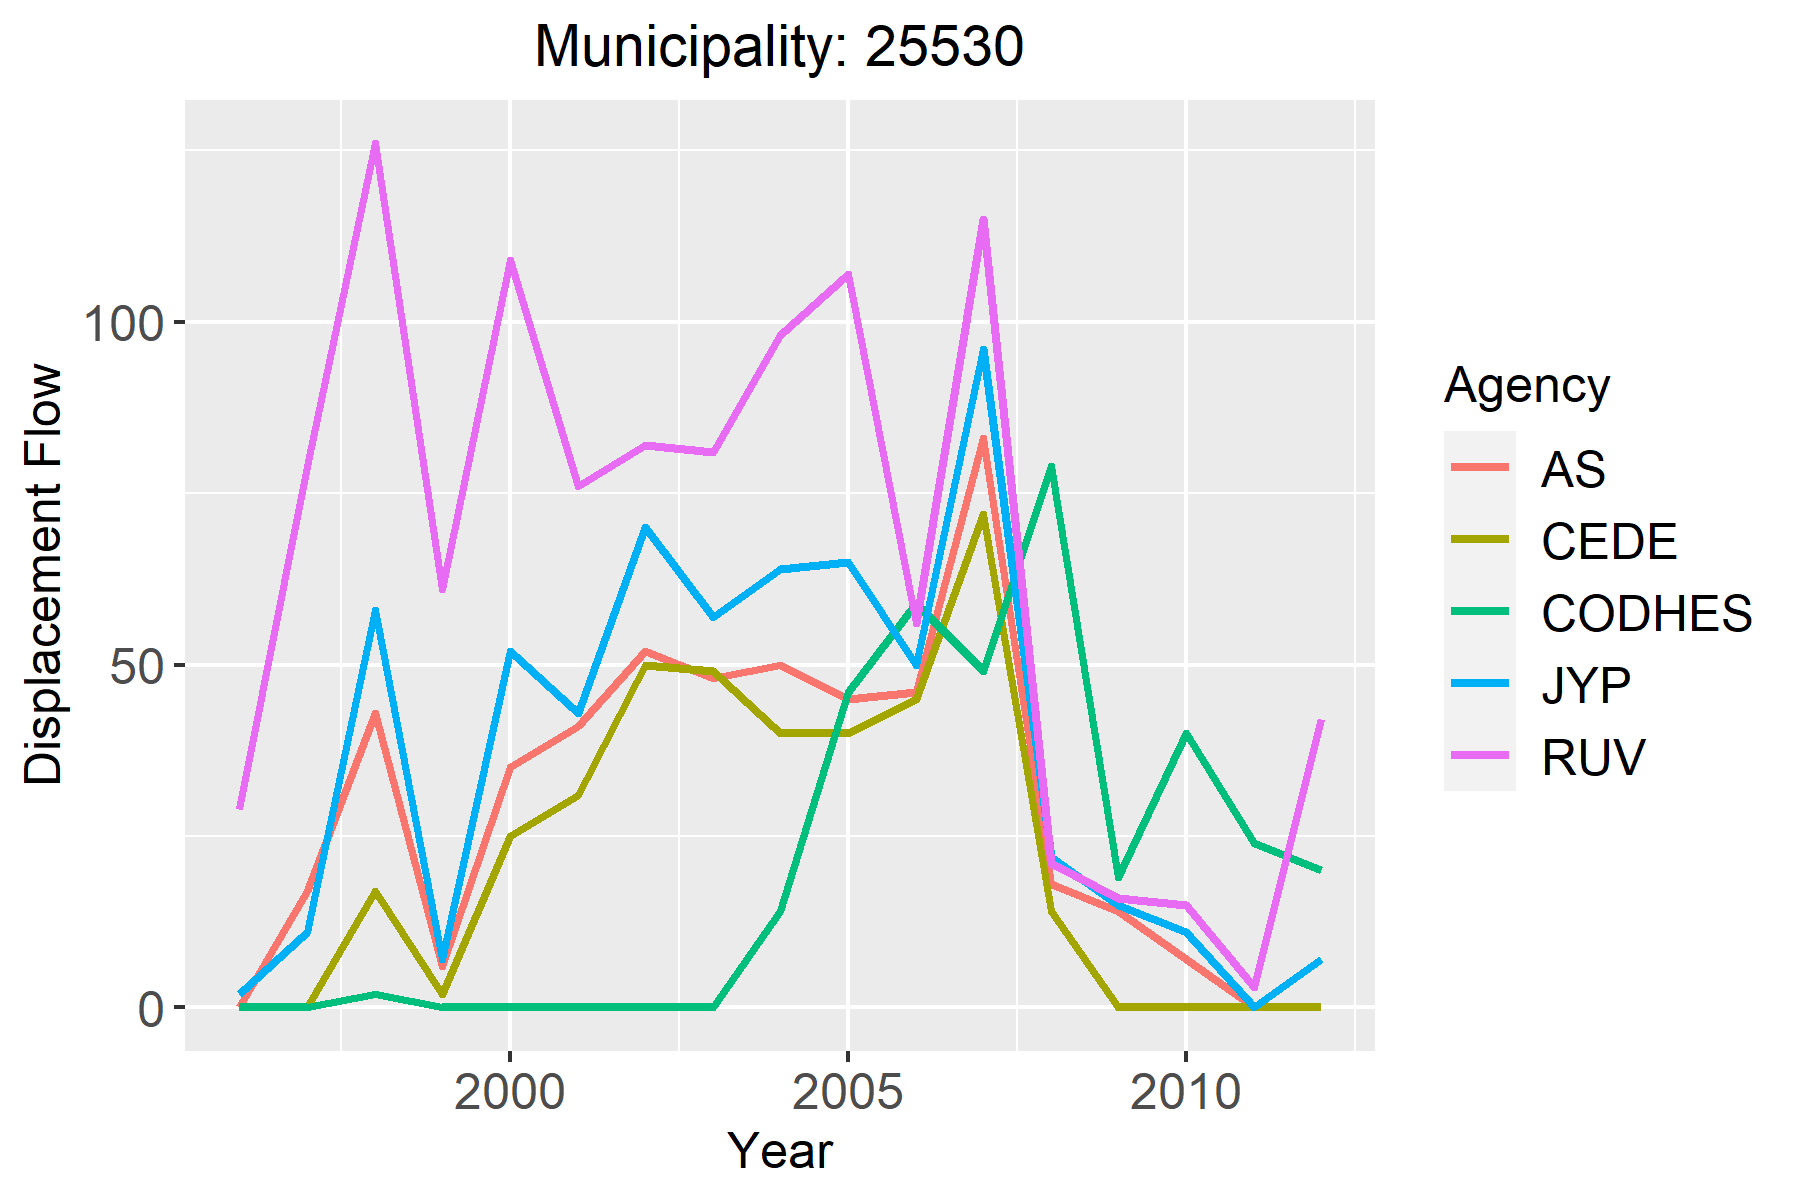 Municipality: 25530
Displacement Flow
100
50
0
2000
2005
2010
Year
Agency
AS
CEDE
CODHES
JYP
RUV